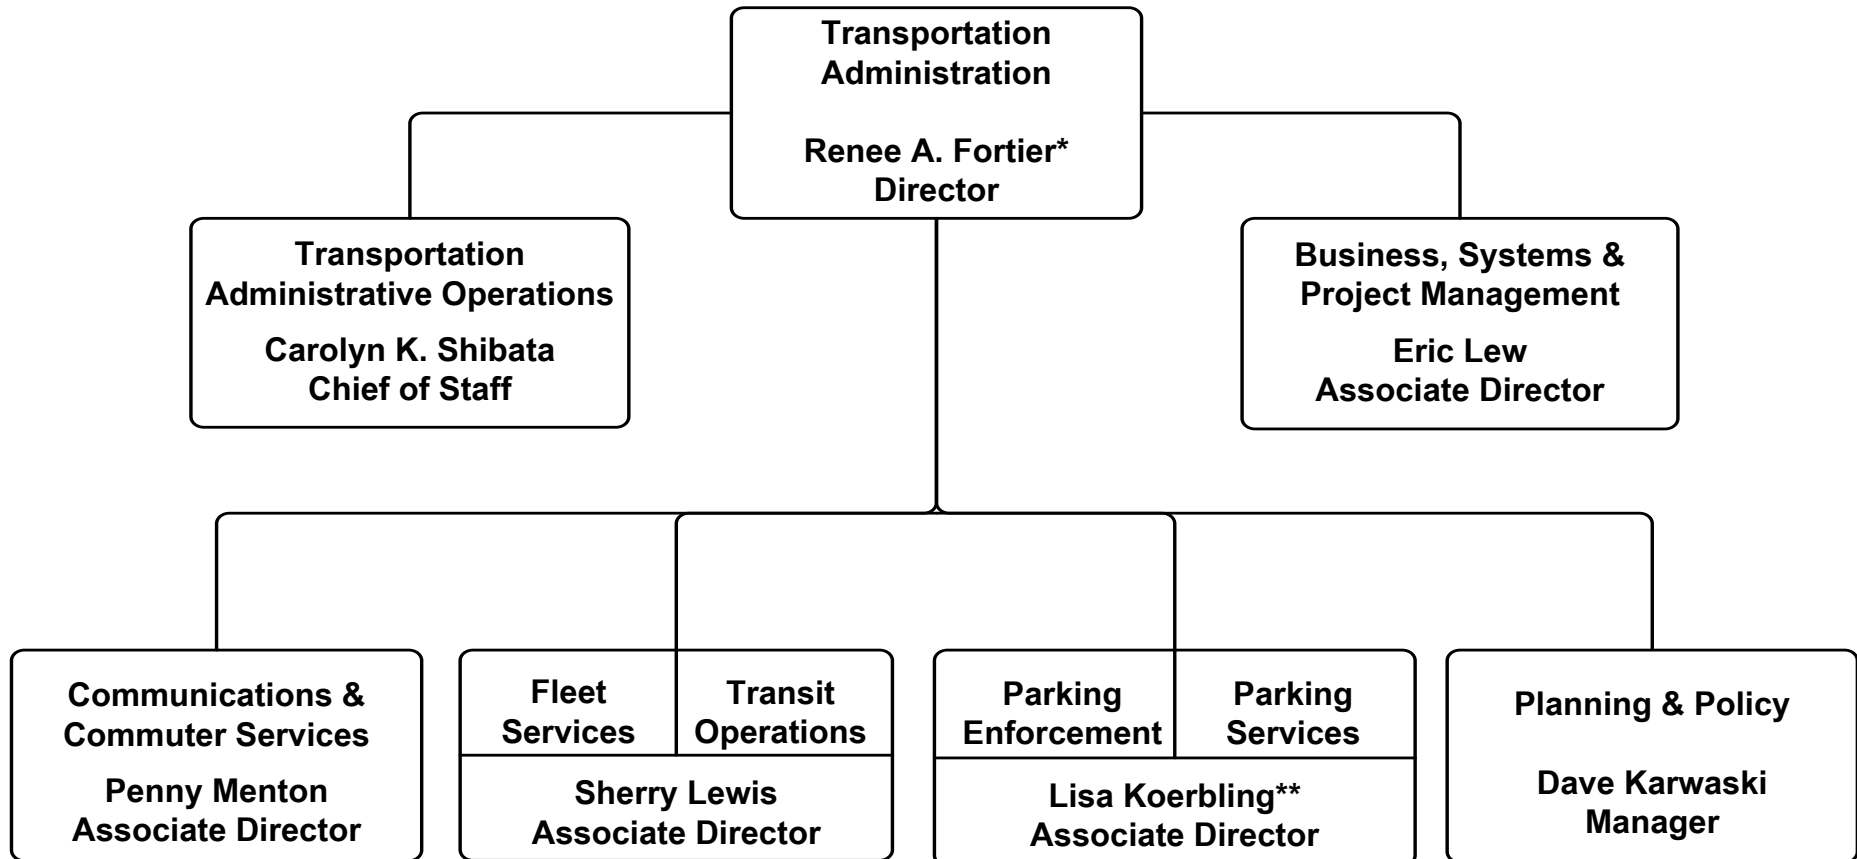 Transportation
Administration
Renee A. Fortier*
Director
Transportation
Administrative Operations
Carolyn K. Shibata
Chief of Staff
Business, Systems &
Project Management
Eric Lew
Associate Director
Communications &
Commuter Services
Penny Menton
Associate Director
Fleet
Services
Transit
Operations
Sherry Lewis
Associate Director
Parking
Enforcement
Parking
Services
Lisa Koerbling**
Associate Director
Planning & Policy
Dave Karwaski
Manager